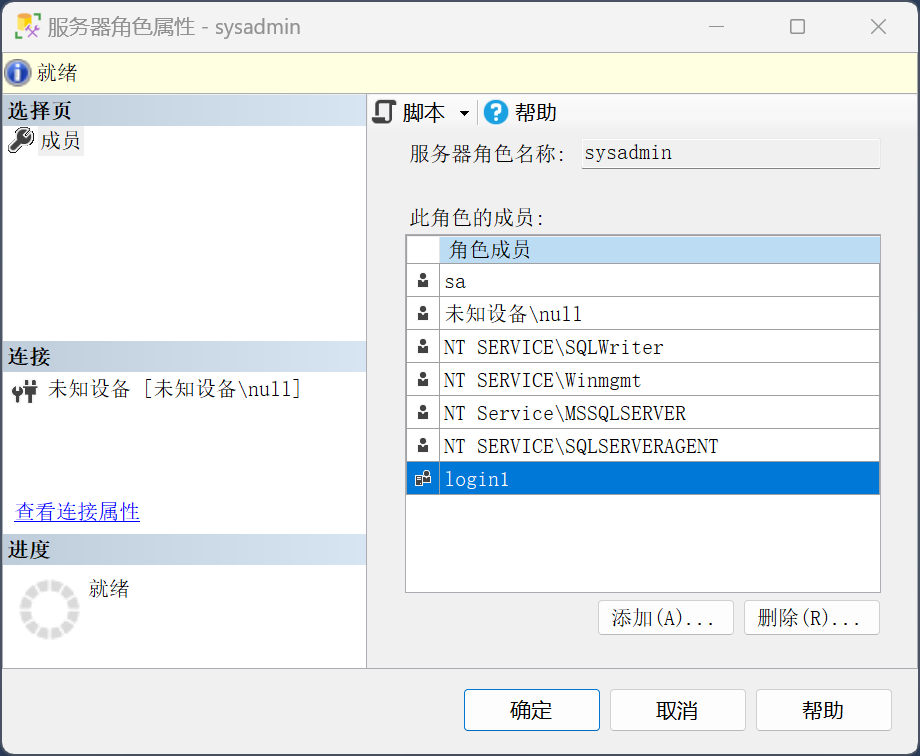 服务器角色属性 - sysadmin
就绪
选择页
成员
连接
未知设备 [未知设备\null]
查看连接属性
进度
就绪
脚本
帮助
服务器角色名称: sysadmin
此角色的成员:
角色成员
sa
未知设备\null
NT SERVICE\SQLWriter
NT SERVICE\Winmgmt
NT Service\MSSQLSERVER
NT SERVICE\SQLSERVERAGENT
login1
添加(A)... 删除(R)...
确定 取消 帮助